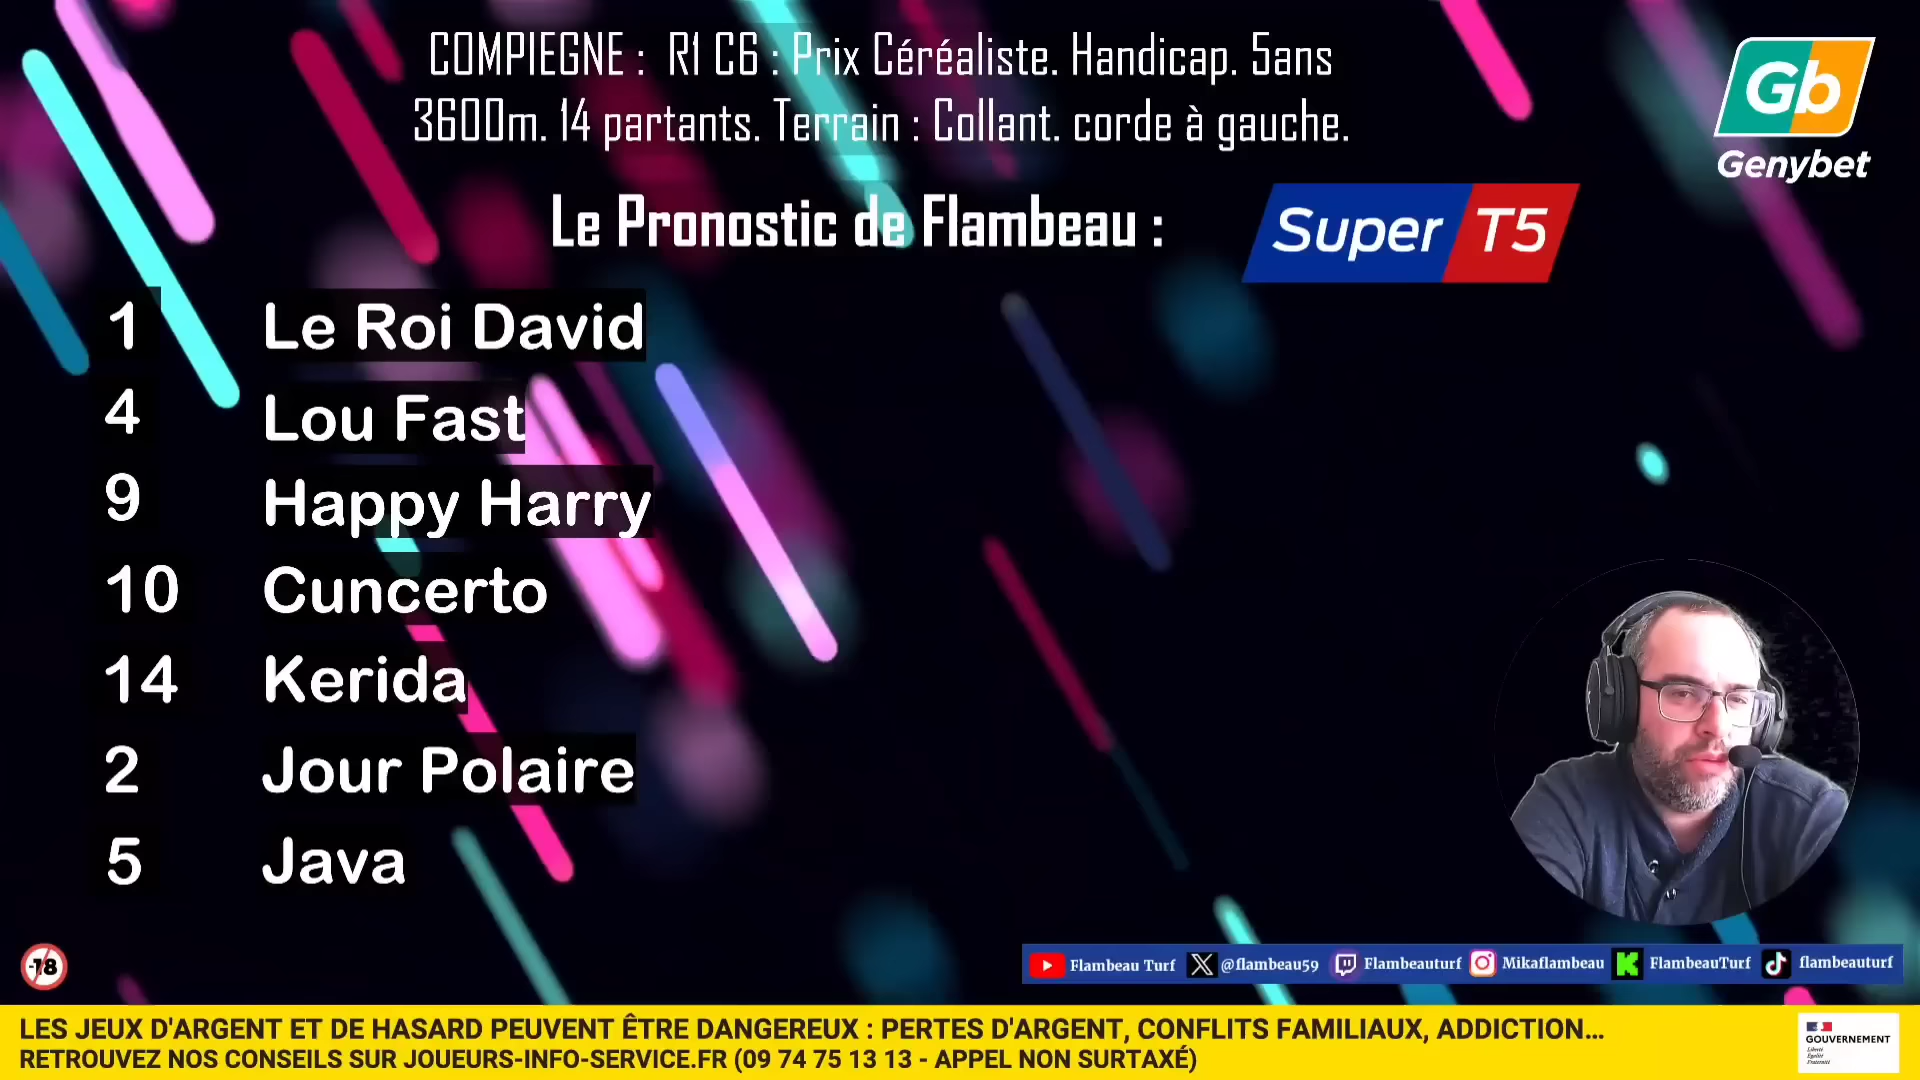 COMPIEGNE : R1 C6 : Prix Céréaliste. Handicap. 5ans
3600m. 14 partants. Terrain : Collant. corde à gauche.
Gb
Genybet
Le Pronostic de Flambeau :
Super T5
1 Le Roi David
4 Lou Fast
9 Happy Harry
10 Cuncerto
14 Kerida
2 Jour Polaire
5 Java
-18
Flambeau Turf @flambeau59 Flambeauturf Mikaflambeau FlambeauTurf flambeauturf
LES JEUX D'ARGENT ET DE HASARD PEUVENT ÊTRE DANGEREUX : PERTES D'ARGENT, CONFLITS FAMILIAUX, ADDICTION...
RETROUVEZ NOS CONSEILS SUR JOUEURS-INFO-SERVICE.FR (09 74 75 13 13 - APPEL NON SURTAXÉ)
GOUVERNEMENT
Liberté
Égalité
Fraternité